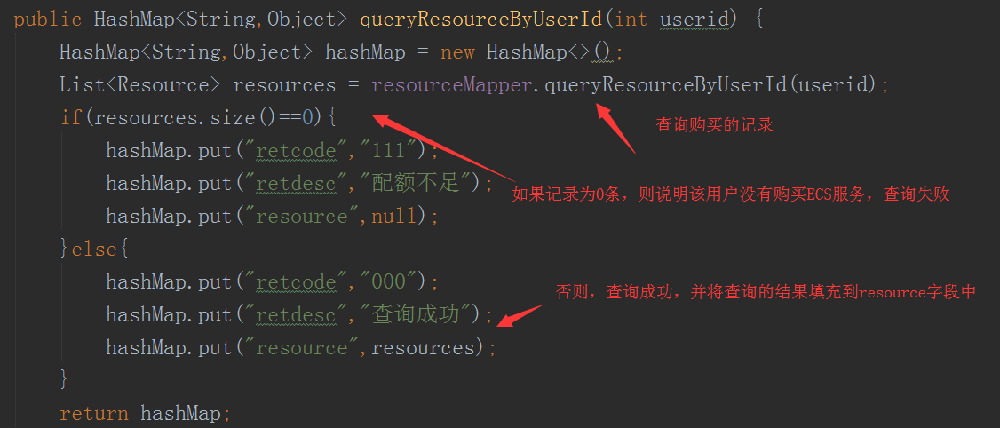 public HashMap<String,Object> queryResourceByUserId(int userid) {
HashMap<String,Object> hashMap = new HashMap<>();
List<Resource> resources = resourceMapper.queryResourceByUserId(userid);
查询购买的记录
if(resources.size()==0){
hashMap.put("retcode","111");
hashMap.put("retdesc","配额不足");
如果记录为0条，则说明该用户没有购买ECS服务，查询失败
hashMap.put("resource",null);
}else{
hashMap.put("retcode","000");
否则，查询成功，并将查询的结果填充到resource字段中
hashMap.put("retdesc","查询成功");
hashMap.put("resource",resources);
}
return hashMap;